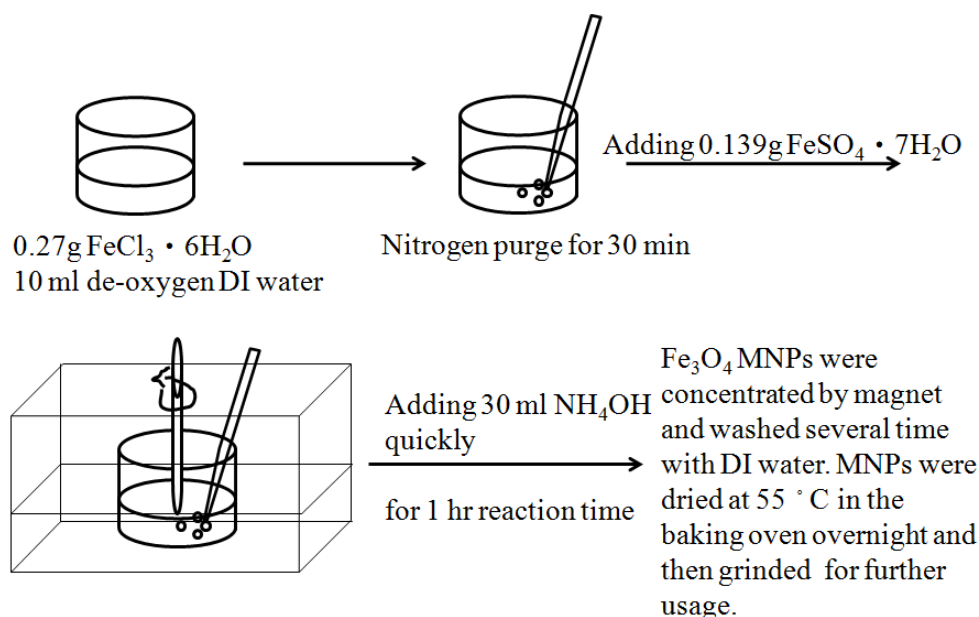 Adding 0.139g FeSO₄・7H₂O
0.27g FeCl₃・6H₂O
10 ml de-oxygen DI water
Nitrogen purge for 30 min
Adding 30 ml NH₄OH
quickly
for 1 hr reaction time
Fe₃O₄ MNPs were
concentrated by magnet
and washed several time
with DI water. MNPs were
dried at 55 °C in the
baking oven overnight and
then grinded for further
usage.